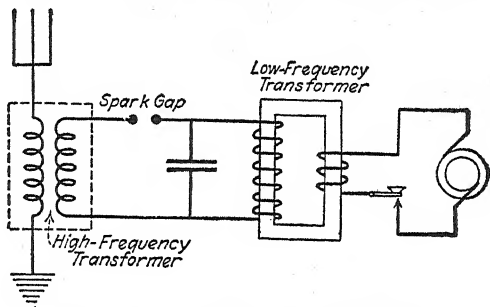 Low-Frequency
Transformer
Spark Gap
High-Frequency
Transformer